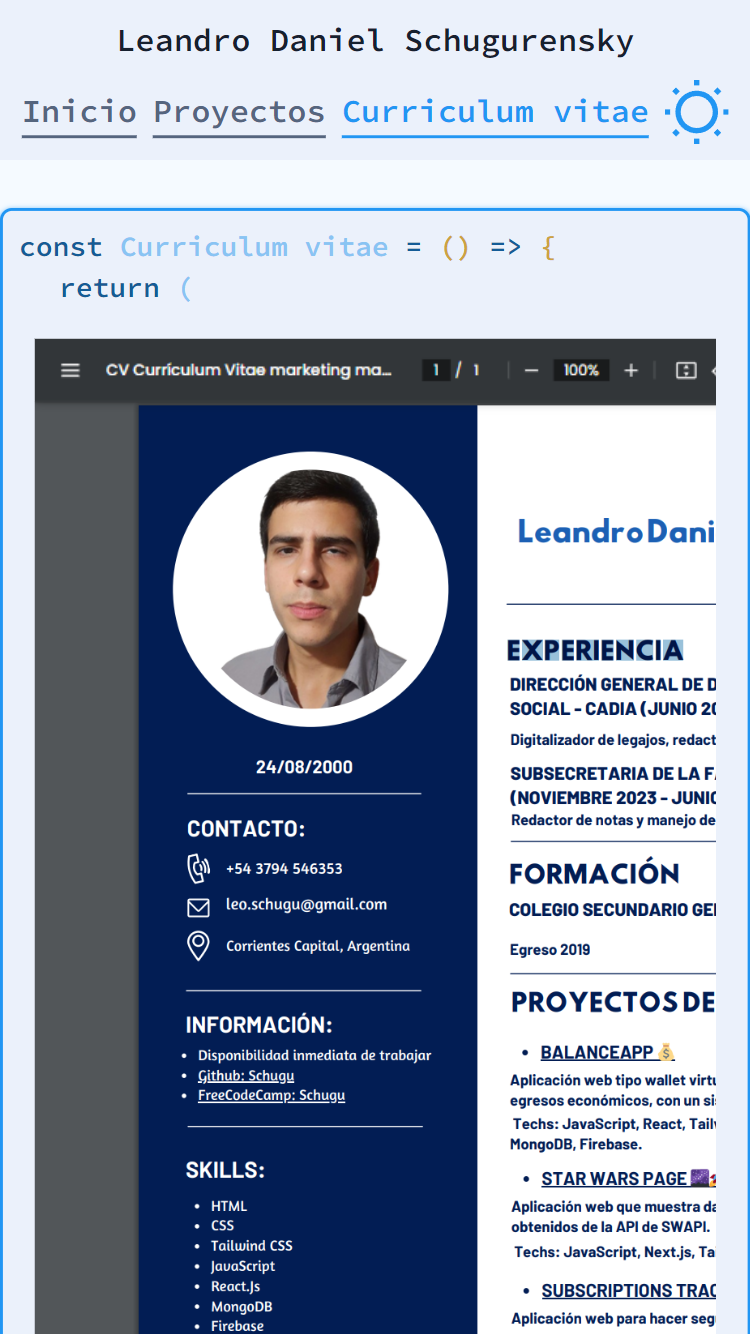 Leandro Daniel Schugurensky
Inicio Proyectos Curriculum vitae
const Curriculum vitae = () => {
return (
CV Currículum Vitae marketing ma... 1 / 1 — 100% +
24/08/2000
CONTACTO:
+54 3794 546353
leo.schugu@gmail.com
Corrientes Capital, Argentina
INFORMACIÓN:
• Disponibilidad inmediata de trabajar
• Github: Schugu
• FreeCodeCamp: Schugu
SKILLS:
• HTML
• CSS
• Tailwind CSS
• JavaScript
• React.Js
• MongoDB
• Firebase
Leandro Dani
EXPERIENCIA
DIRECCIÓN GENERAL DE
SOCIAL - CADIA (JUNIO 20
Digitalizador de legajos, redact
SUBSECRETARIA DE LA
(NOVIEMBRE 2023 - JUNIO
Redactor de notas y manejo de
FORMACIÓN
COLEGIO SECUNDARIO GE
Egreso 2019
PROYECTOS DE
• BALANCEAPP 💰
Aplicación web tipo wallet virtu
egresos económicos, con un si
Techs: JavaScript, React, Tail
MongoDB, Firebase.
• STAR WARS PAGE
Aplicación web que muestra da
obtenidos de la API de SWAPI.
Techs: JavaScript, Next.js, Ta
• SUBSCRIPTIONS TRAC
Aplicación web para hacer seg